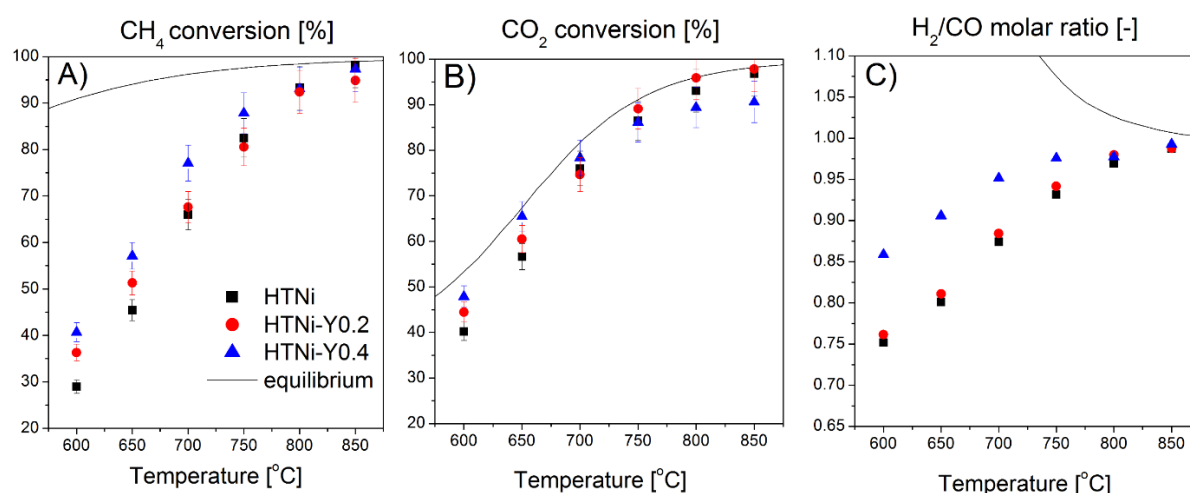 CH₄ conversion [%]
A)
100
90
80
70
60
50
40
30
20
HTNi
HTNi-Y0.2
HTNi-Y0.4
equilibrium
600 650 700 750 800 850
Temperature [°C]
CO₂ conversion [%]
B)
100
90
80
70
60
50
40
30
20
600 650 700 750 800 850
Temperature [°C]
H₂/CO molar ratio [-]
C)
1.10
1.05
1.00
0.95
0.90
0.85
0.80
0.75
0.70
0.65
600 650 700 750 800 850
Temperature [°C]